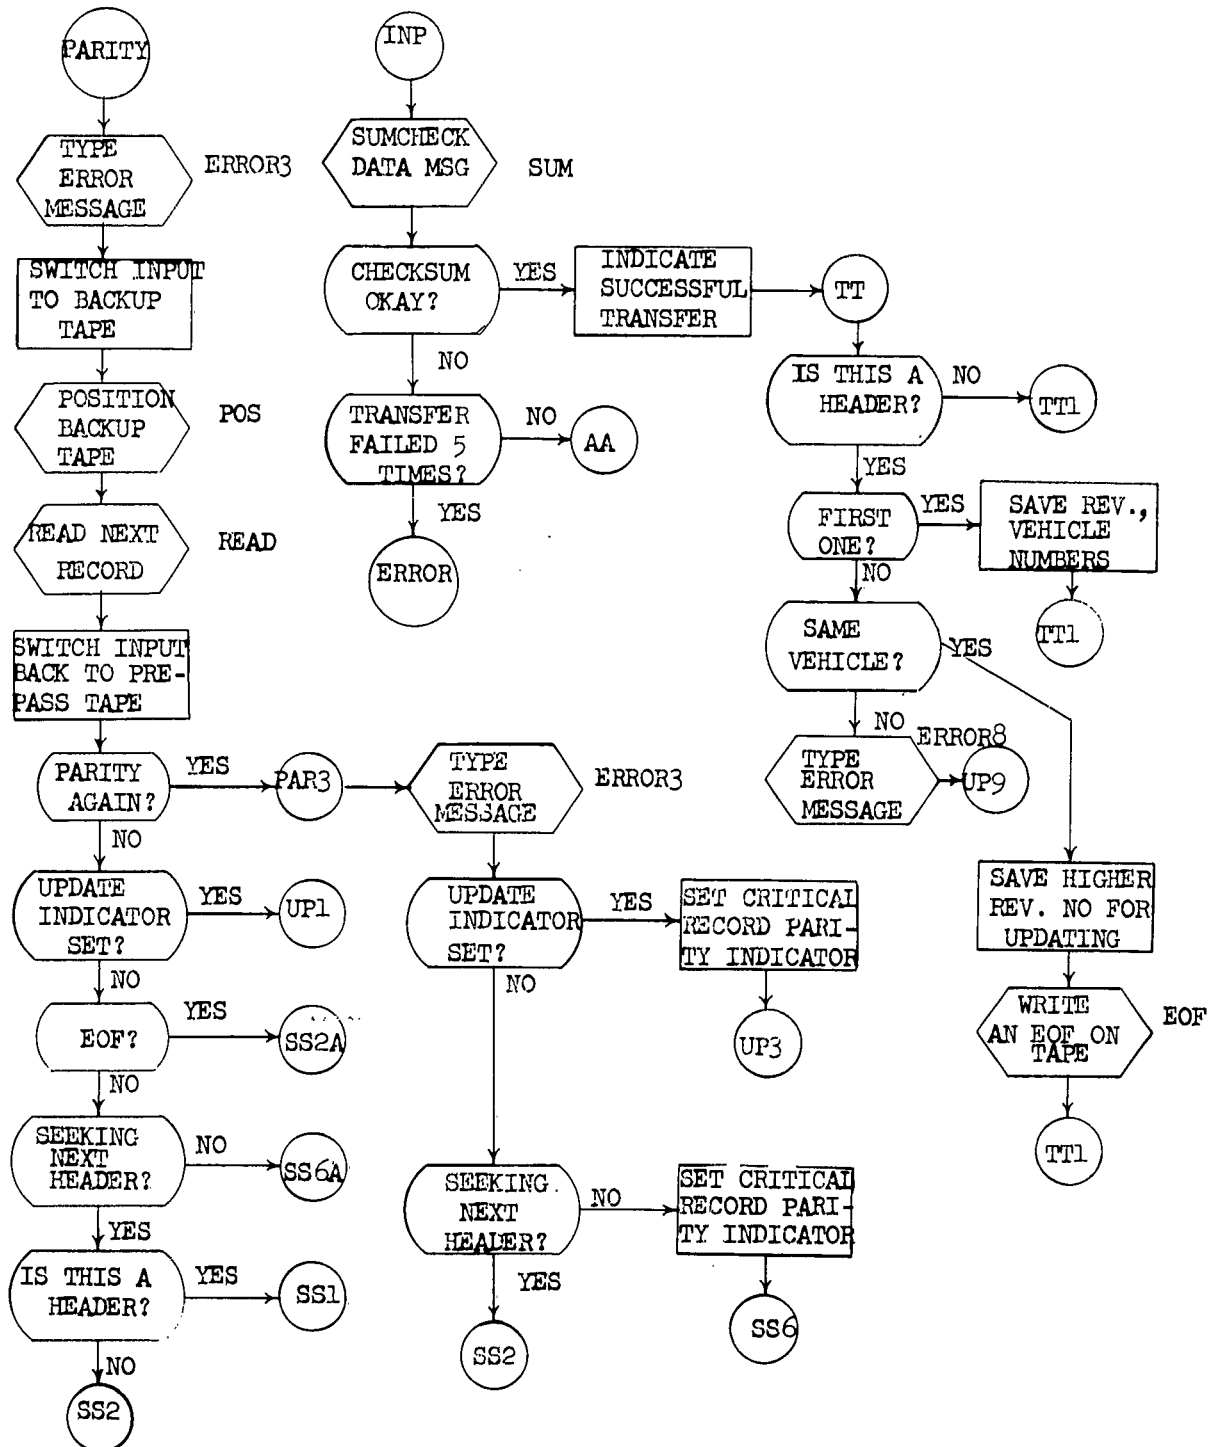 PARITY
TYPE
ERROR
MESSAGE
ERROR3
SWITCH INPUT
TO BACKUP
TAPE
POSITION
BACKUP
TAPE
POS
READ NEXT
RECORD
READ
SWITCH INPUT
BACK TO PRE-
PASS TAPE
PARITY
AGAIN?
YES
NO
UPDATE
INDICATOR
SET?
YES
UP1
NO
EOF?
YES
SS2A
NO
SEEKING
NEXT
HEADER?
NO
SS6A
YES
IS THIS A
HEADER?
YES
SS1
NO
SS2
PAR3
TYPE
ERROR
MESSAGE
ERROR3
UPDATE
INDICATOR
SET?
YES
SET CRITICAL
RECORD PARI-
TY INDICATOR
UP3
NO
SEEKING
NEXT
HEADER?
NO
SET CRITICAL
RECORD PARI-
TY INDICATOR
SS6
YES
SS2
INP
SUMCHECK
DATA MSG
SUM
CHECKSUM
OKAY?
YES
INDICATE
SUCCESSFUL
TRANSFER
NO
TRANSFER
FAILED 5
TIMES?
NO
AA
YES
ERROR
TT
IS THIS A
HEADER?
NO
TT1
YES
FIRST
ONE?
YES
SAVE REV.,
VEHICLE
NUMBERS
TT1
NO
SAME
VEHICLE?
YES
NO
ERROR8
TYPE
ERROR
MESSAGE
UP9
SAVE HIGHER
REV. NO FOR
UPDATING
WRITE
AN EOF ON
TAPE
EOF
TT1